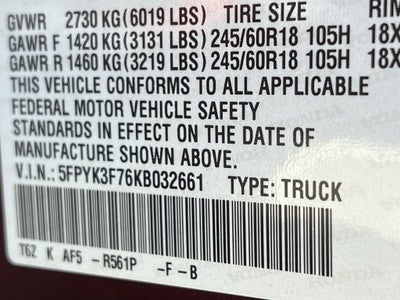 GVWR 2730 KG(6019 LBS) TIRE SIZE RIM
GAWR F 1420 KG(3131 LBS) 245/60R18 105H 18X
GAWR R 1460 KG(3219 LBS) 245/60R18 105H 18X
THIS VEHICLE CONFORMS TO ALL APPLICABLE
FEDERAL MOTOR VEHICLE SAFETY
STANDARDS IN EFFECT ON THE DATE OF
MANUFACTURE SHOWN ABOVE.
V.I.N.: 5FPYK3F76KB032661 TYPE: TRUCK
T6Z K AF5 -R561P -F-B